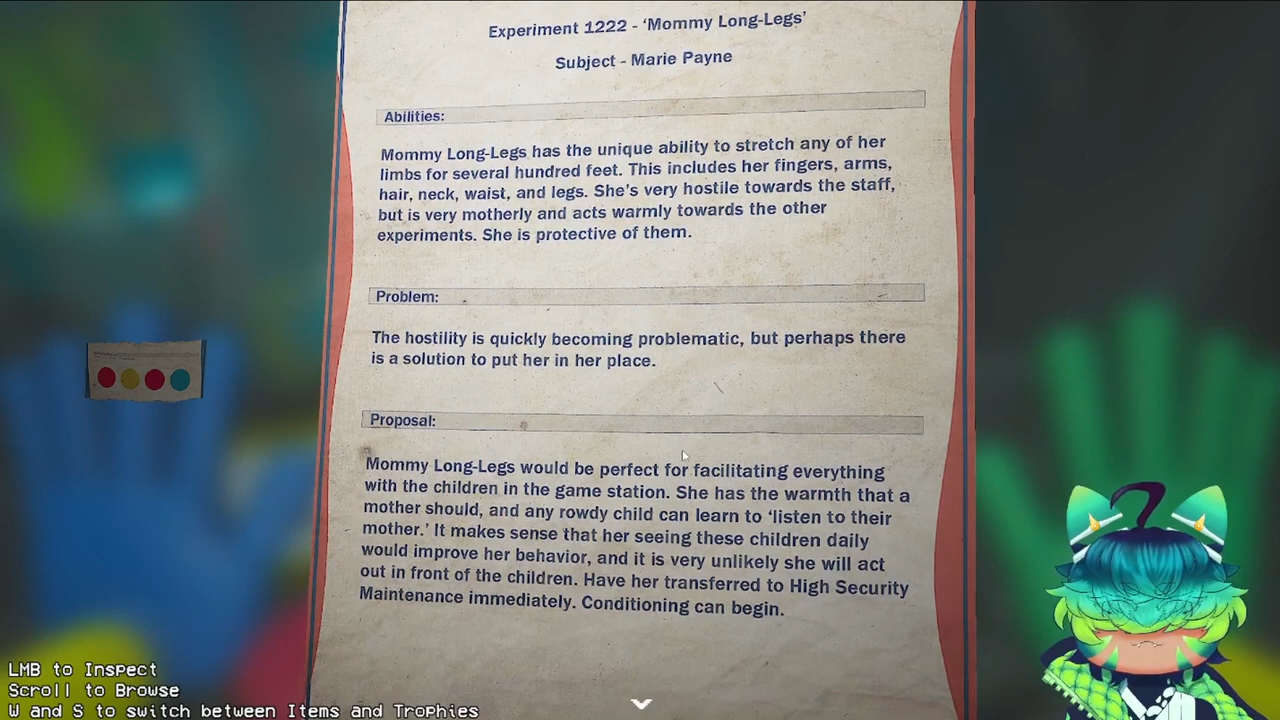 Experiment 1222 - ‘Mommy Long-Legs’
Subject - Marie Payne
Abilities:
Mommy Long-Legs has the unique ability to stretch any of her
limbs for several hundred feet. This includes her fingers, arms,
hair, neck, waist, and legs. She’s very hostile towards the staff,
but is very motherly and acts warmly towards the other
experiments. She is protective of them.
Problem:
The hostility is quickly becoming problematic, but perhaps there
is a solution to put her in her place.
Proposal:
Mommy Long-Legs would be perfect for facilitating everything
with the children in the game station. She has the warmth that a
mother should, and any rowdy child can learn to ‘listen to their
mother.’ It makes sense that her seeing these children daily
would improve her behavior, and it is very unlikely she will act
out in front of the children. Have her transferred to High Security
Maintenance immediately. Conditioning can begin.
LMB to Inspect
Scroll to Browse
W and S to switch between Items and Trophies